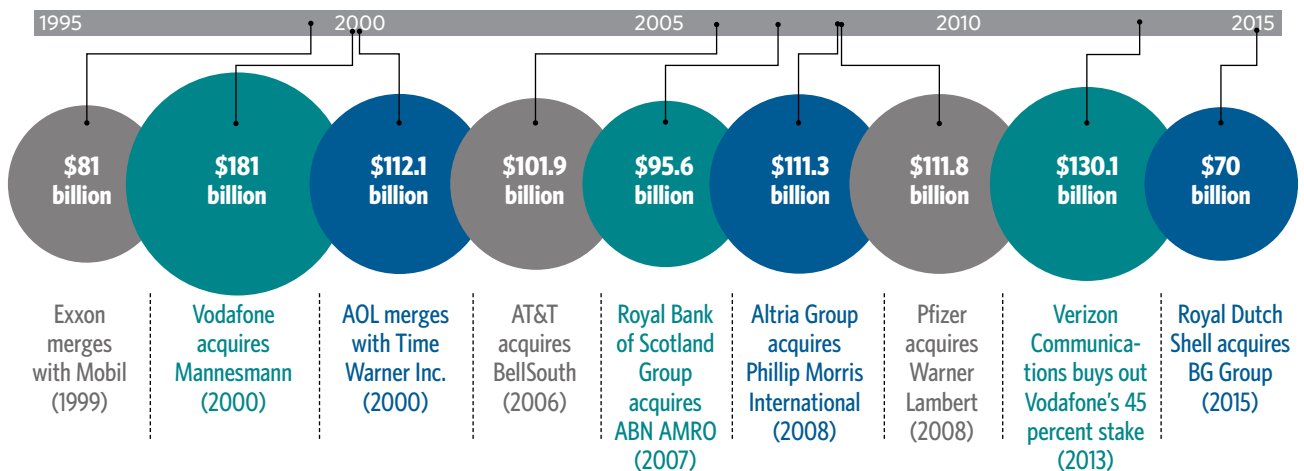 1995 2000 2005 2010 2015
$81
billion
$181
billion
$112.1
billion
$101.9
billion
$95.6
billion
$111.3
billion
$111.8
billion
$130.1
billion
$70
billion
Exxon
merges
with Mobil
(1999)
Vodafone
acquires
Mannesmann
(2000)
AOL merges
with Time
Warner Inc.
(2000)
AT&T
acquires
BellSouth
(2006)
Royal Bank
of Scotland
Group
acquires
ABN AMRO
(2007)
Altria Group
acquires
Phillip Morris
International
(2008)
Pfizer
acquires
Warner
Lambert
(2008)
Verizon
Communica-
tions buys out
Vodafone's 45
percent stake
(2013)
Royal Dutch
Shell acquires
BG Group
(2015)